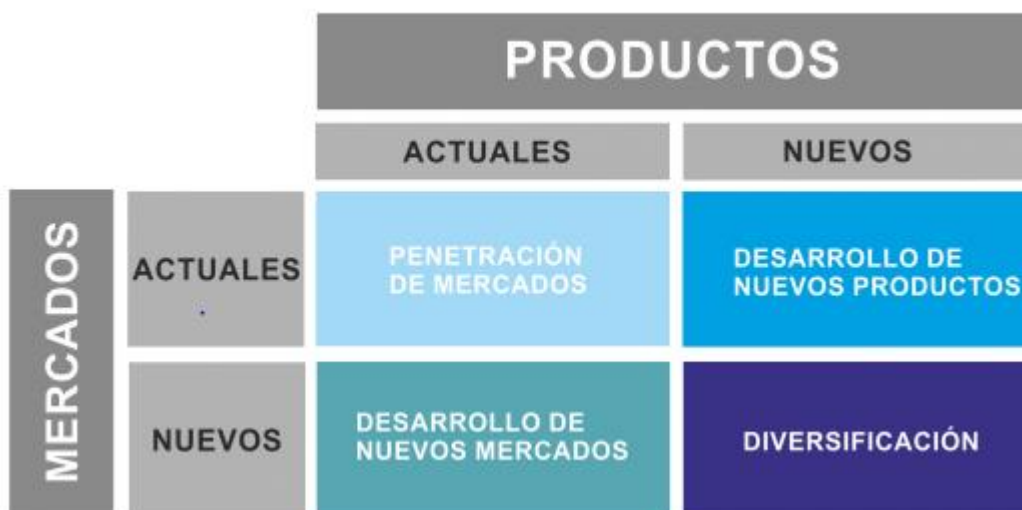 PRODUCTOS
ACTUALES
NUEVOS
MERCADOS
ACTUALES
PENETRACIÓN
DE MERCADOS
DESARROLLO DE
NUEVOS PRODUCTOS
NUEVOS
DESARROLLO DE
NUEVOS MERCADOS
DIVERSIFICACIÓN